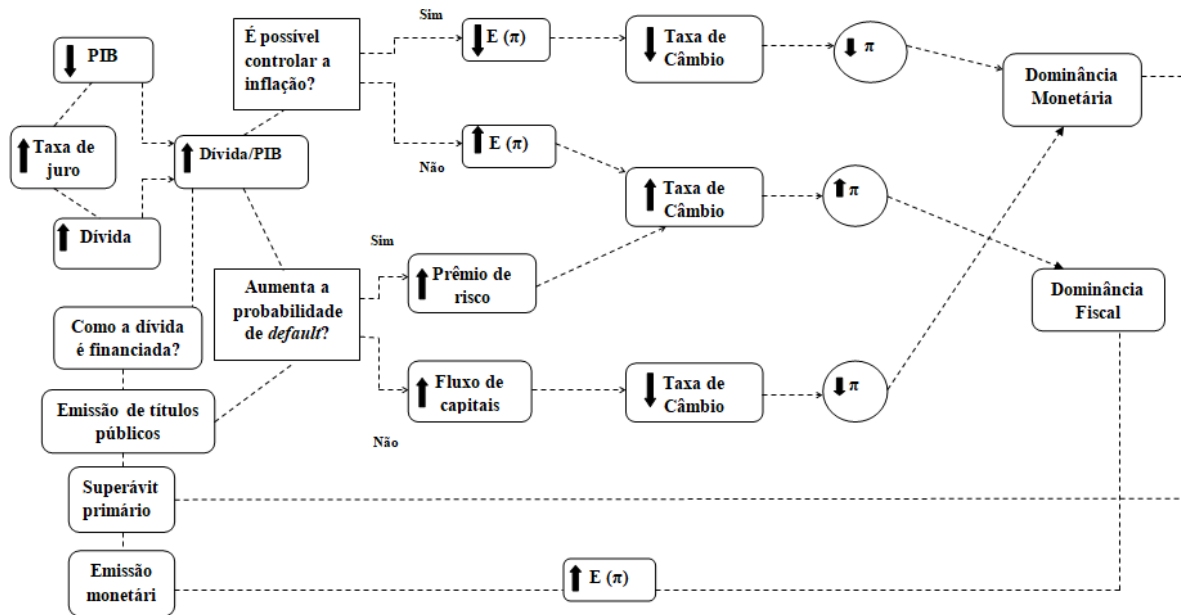 Sim
PIB
É possível
controlar a
inflação?
E (π)
Taxa de
Câmbio
π
Dominância
Monetária
Taxa de
juro
Dívida/PIB
E (π)
Não
Taxa de
Câmbio
π
Dívida
Sim
Aumenta a
probabilidade
de default?
Prêmio de
risco
Dominância
Fiscal
Como a dívida
é financiada?
Fluxo de
capitais
Taxa de
Câmbio
π
Emissão de títulos
públicos
Não
Superávit
primário
Emissão
monetári
E (π)